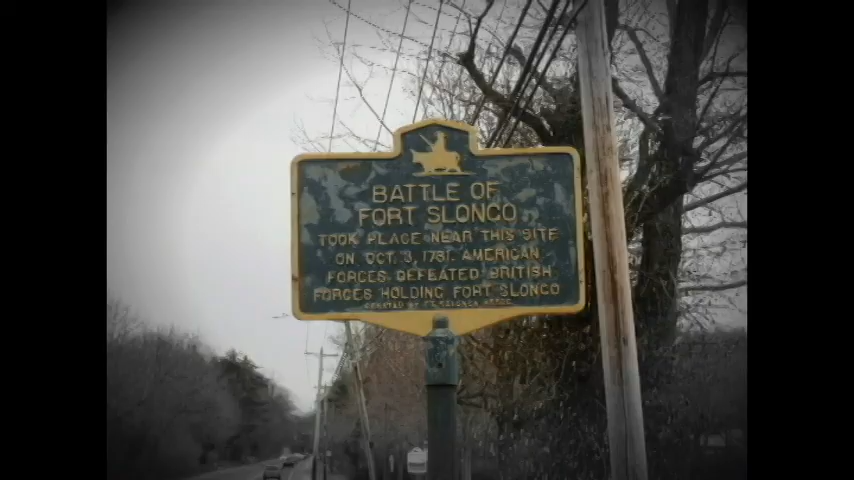 BATTLE OF
FORT SLONGO
TOOK PLACE NEAR THIS SITE
ON OCT. 3, 1781. AMERICAN
FORCES DEFEATED BRITISH
FORCES HOLDING FORT SLONGO